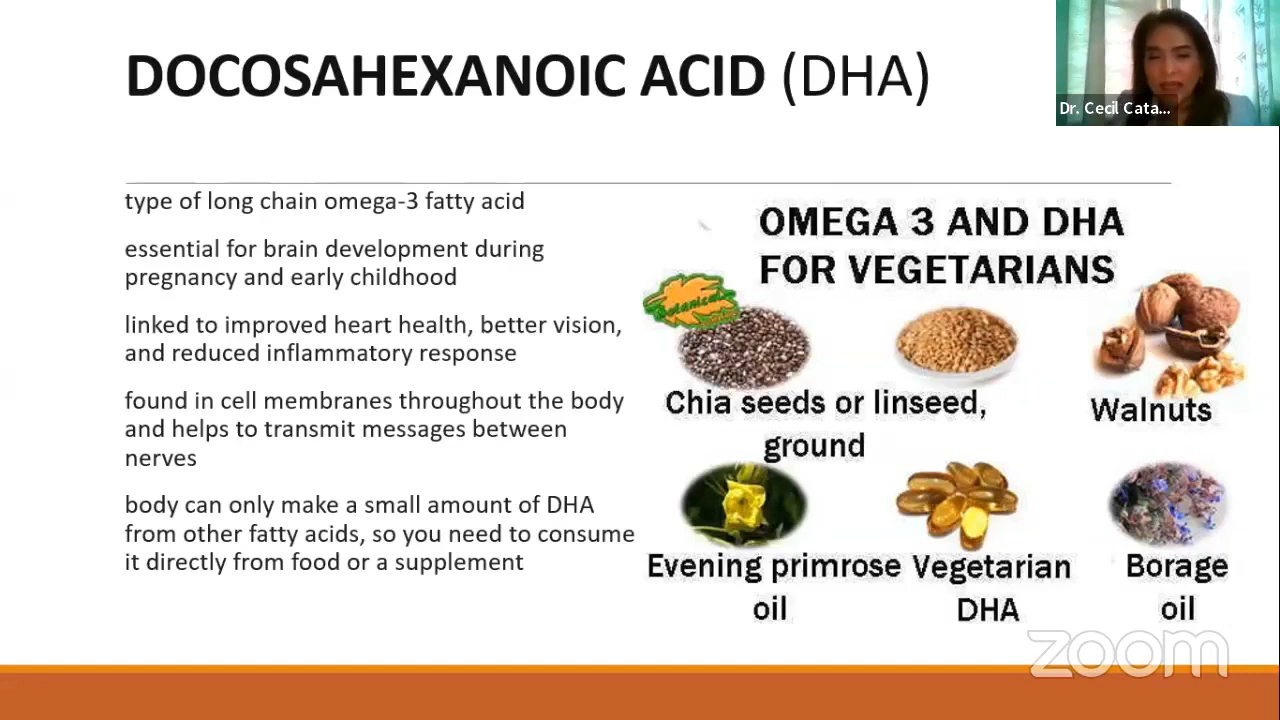 DOCOSAHEXANOIC ACID (DHA)
Dr. Cecil Cata...
type of long chain omega-3 fatty acid
essential for brain development during
pregnancy and early childhood
linked to improved heart health, better vision,
and reduced inflammatory response
found in cell membranes throughout the body
and helps to transmit messages between
nerves
body can only make a small amount of DHA
from other fatty acids, so you need to consume
it directly from food or a supplement
OMEGA 3 AND DHA
FOR VEGETARIANS
Botanical
Chia seeds or linseed,
ground
Walnuts
Evening primrose
oil
Vegetarian
DHA
Borage
oil
zoom